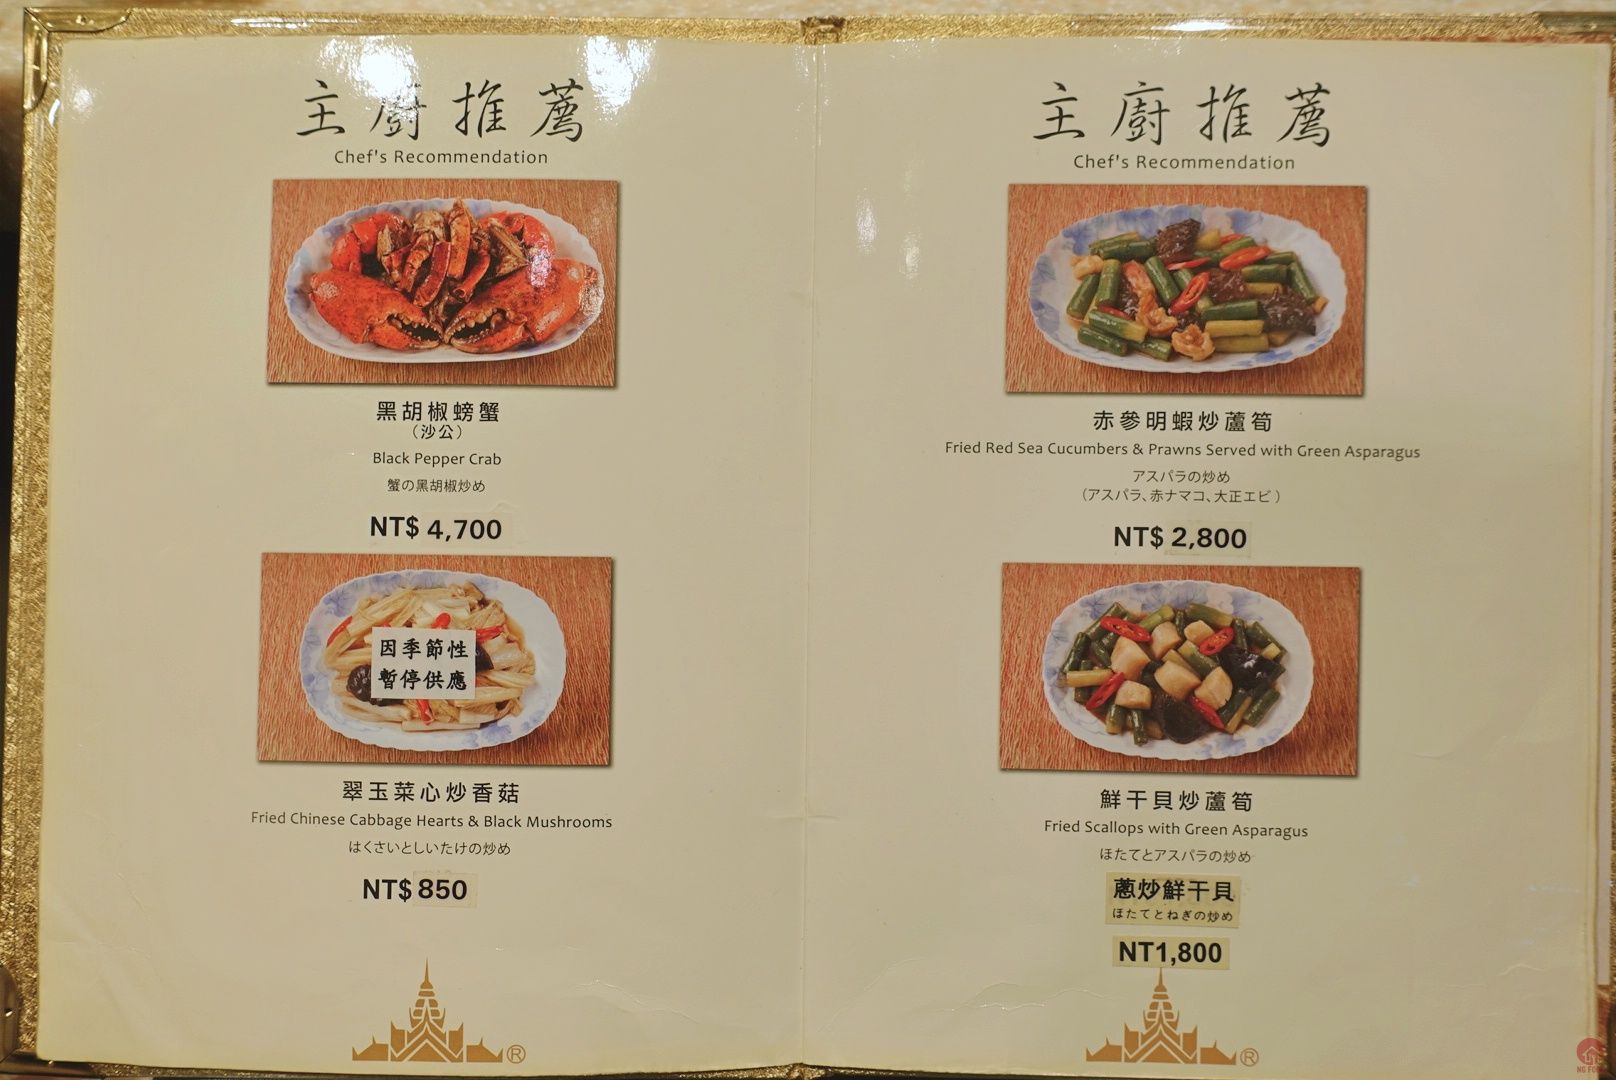 主廚推薦
Chef's Recommendation
黑胡椒螃蟹
（沙公）
Black Pepper Crab
蟹の黑胡椒炒め
NT$ 4,700
因季節性
暫停供應
翠玉菜心炒香菇
Fried Chinese Cabbage Hearts & Black Mushrooms
はくさいとしいたけの炒め
NT$ 850
®
主廚推薦
Chef's Recommendation
赤參明蝦炒蘆筍
Fried Red Sea Cucumbers & Prawns Served with Green Asparagus
アスパラの炒め
（アスパラ、赤ナマコ、大正エビ）
NT$ 2,800
鮮干貝炒蘆筍
Fried Scallops with Green Asparagus
ほたてとアスパラの炒め
蔥炒鮮干貝
ほたてとねぎの炒め
NT1,800
®